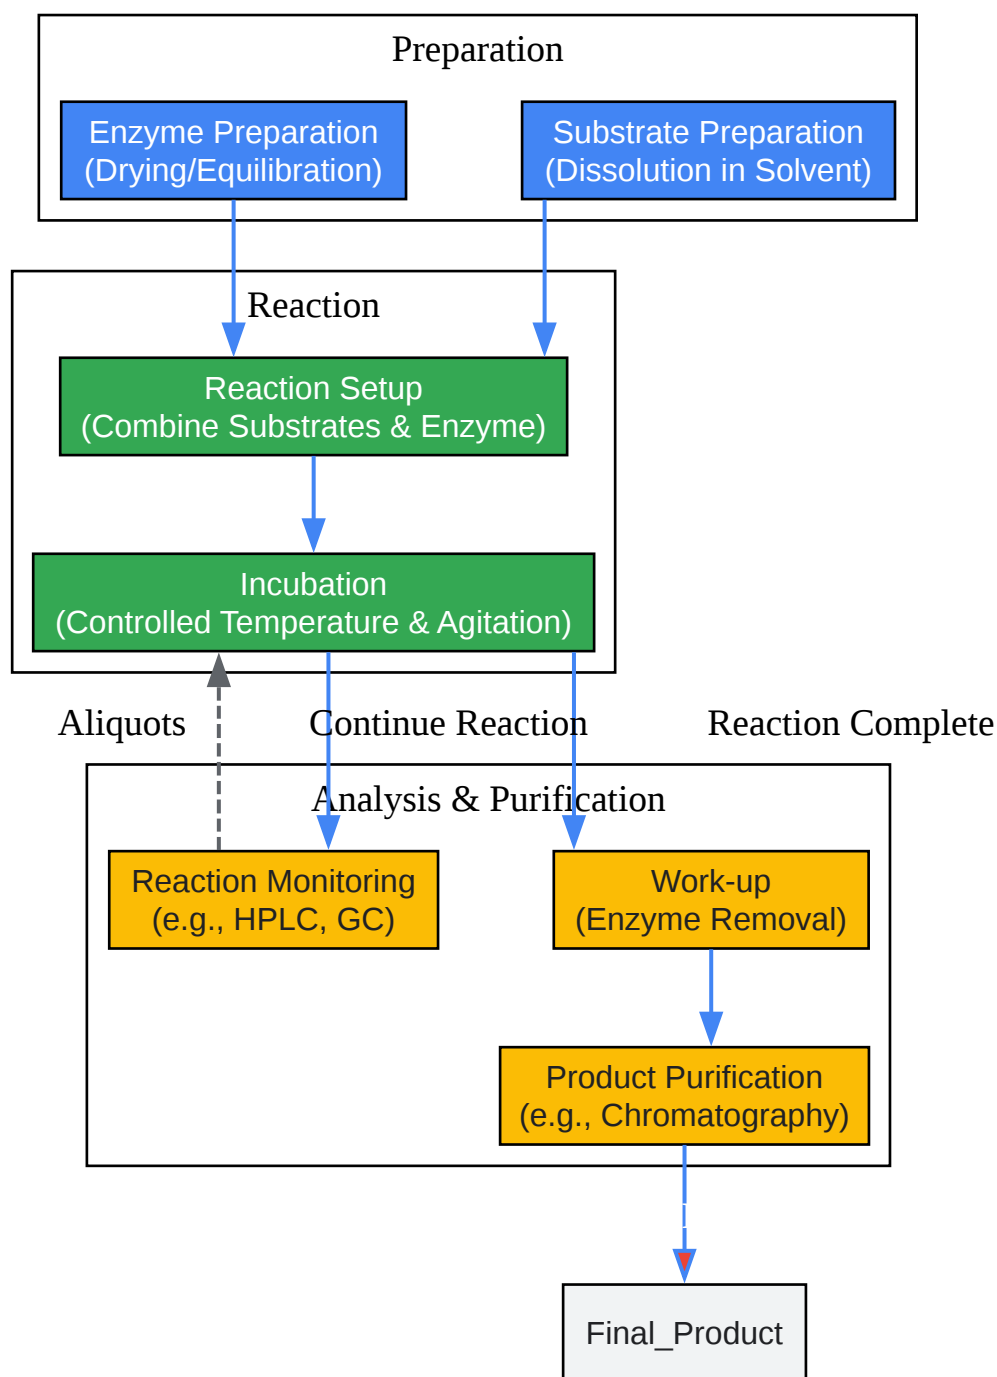 Preparation
Enzyme Preparation
(Drying/Equilibration)
Substrate Preparation
(Dissolution in Solvent)
Reaction
Reaction Setup
(Combine Substrates & Enzyme)
Incubation
(Controlled Temperature & Agitation)
Aliquots
Continue Reaction
Reaction Complete
Analysis & Purification
Reaction Monitoring
(e.g., HPLC, GC)
Work-up
(Enzyme Removal)
Product Purification
(e.g., Chromatography)
Final_Product